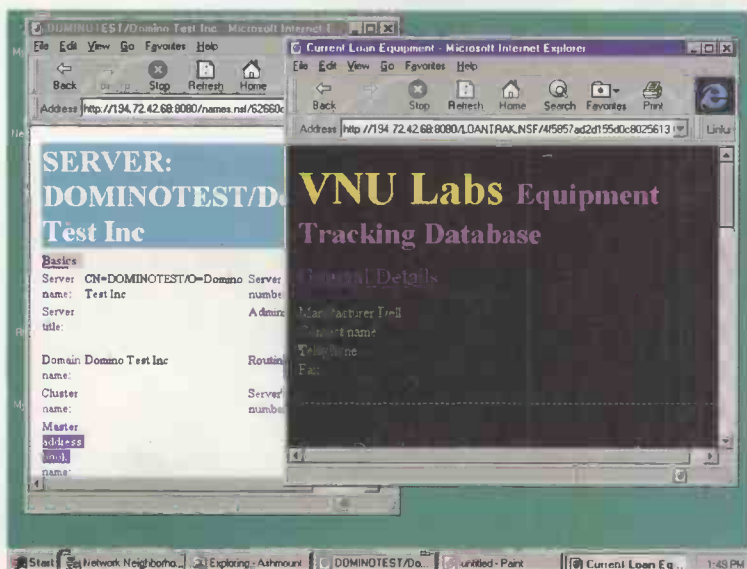 DOMINOTEST/Domino Test Inc - Microsoft Internet E
File Edit View Go Favorites Help
Back
Stop
Refresh
Home
Address http://194.72.42.68:8080/names.nsf/62660c
SERVER:
DOMINOTEST/Do
Test Inc
Basics
Server name: CN=DOMINOTEST/O=Domino Test Inc
Server
numbe
Server title:
Admini
Domain name: Domino Test Inc
Routin
Cluster name:
Server'
numbe
Master address book name:
Current Loan Equipment - Microsoft Internet Explorer
File Edit View Go Favorites Help
Back
Stop
Refresh
Home
Search
Favorites
Print
Address http://194.72.42.68:8080/LOANTRAK.NSF/4f5857ad2d155d0c8025613
Links
VNU Labs Equipment
Tracking Database
General Details
Manufacturer Dell
Contact name
Telephone
Fax
Start
Network Neighborho...
Exploring - Ashmount
DOMINOTEST/Do...
untitled - Paint
Current Loan Eq...
1:48 PM